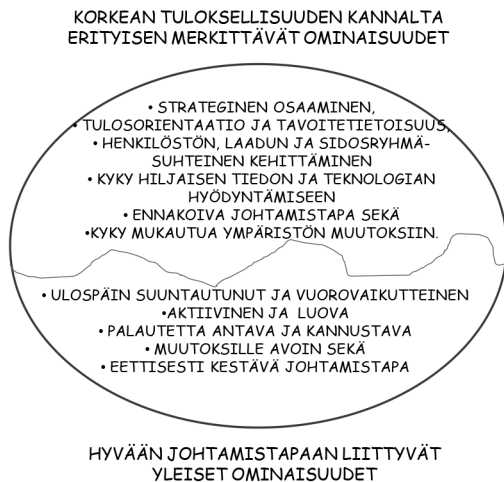 KORKEAN TULOKSELLISUUDEN KANNALTA
ERITYISEN MERKITTÄVÄT OMINAISUUDET
• STRATEGINEN OSAAMINEN,
• TULOSORIENTAATIO JA TAVOITETIETOISUUS,
• HENKILÖSTÖN, LAADUN JA SIDOSRYHMÄ-
SUHTEINEN KEHITTÄMINEN
• KYKY HILJAISEN TIEDON JA TEKNOLOGIAN
HYÖDYNTÄMISEEN
• ENNAKOIVA JOHTAMISTAPA SEKÄ
•KYKY MUKAUTUA YMPÄRISTÖN MUUTOKSIIN.
• ULOSPÄIN SUUNTAUTUNUT JA VUOROVAIKUTTEINEN
•AKTIIVINEN JA LUOVA
• PALAUTETTA ANTAVA JA KANNUSTAVA
• MUUTOKSILLE AVOIN SEKÄ
• EETTISESTI KESTÄVÄ JOHTAMISTAPA
HYVÄÄN JOHTAMISTAPAAN LIITTYVÄT
YLEISET OMINAISUUDET